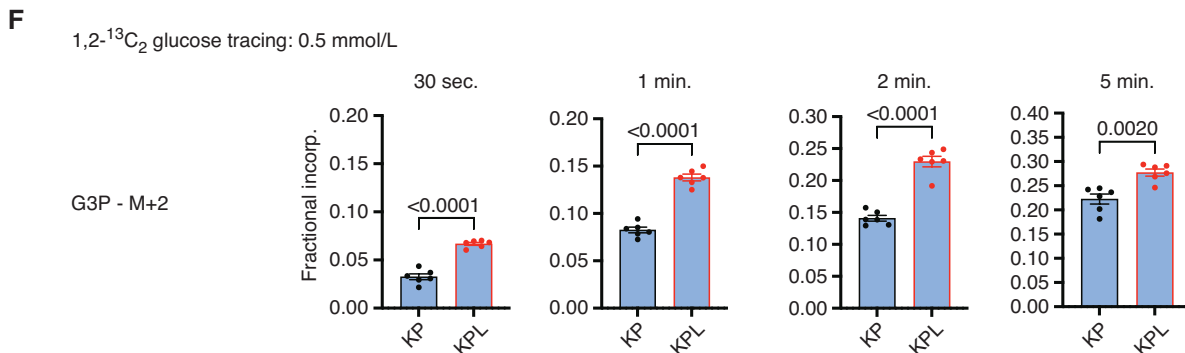 F
1,2-¹³C₂ glucose tracing: 0.5 mmol/L
30 sec.
1 min.
2 min.
5 min.
G3P - M+2
Fractional incorp.
0.20
0.15
0.10
0.05
0.00
<0.0001
KP
KPL
0.20
0.15
0.10
0.05
0.00
<0.0001
KP
KPL
0.30
0.25
0.20
0.15
0.10
0.05
0.00
<0.0001
KP
KPL
0.40
0.35
0.30
0.25
0.20
0.15
0.10
0.05
0.00
0.0020
KP
KPL